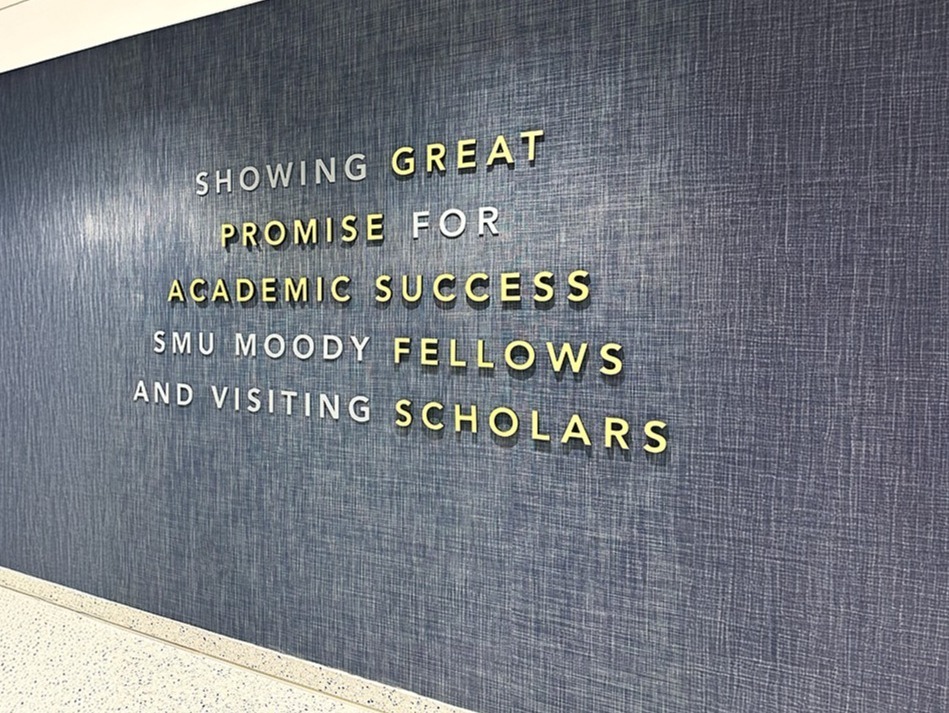 SHOWING GREAT
PROMISE FOR
ACADEMIC SUCCESS
SMU MOODY FELLOWS
AND VISITING SCHOLARS